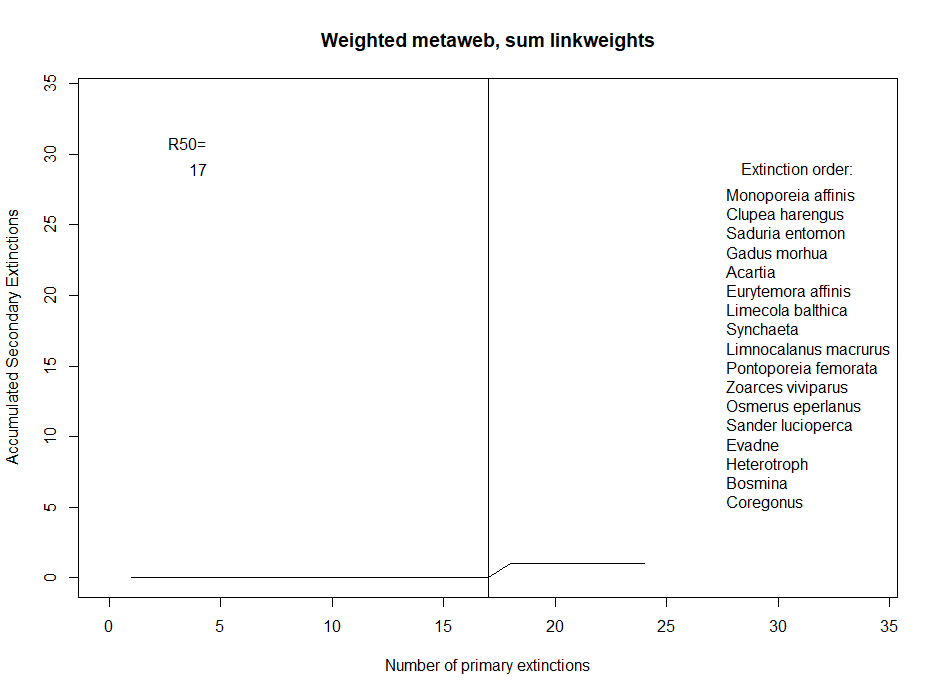 Weighted metaweb, sum linkweights
Accumulated Secondary Extinctions
35
30
25
20
15
10
5
0
R50=
17
Extinction order:
Monoporeia affinis
Clupea harengus
Saduria entomon
Gadus morhua
Acartia
Eurytemora affinis
Limecola balthica
Synchaeta
Limnocalanus macrurus
Pontoporeia femorata
Zoarces viviparus
Osmerus eperlanus
Sander lucioperca
Evadne
Heterotroph
Bosmina
Coregonus
0 5 10 15 20 25 30 35
Number of primary extinctions